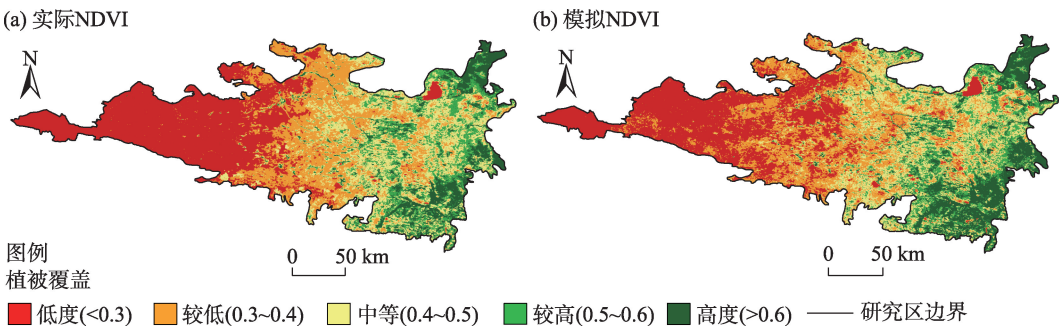 (a) 实际NDVI
(b) 模拟NDVI
N
N
0 50 km
0 50 km
图例
植被覆盖
低度(<0.3) 较低(0.3~0.4) 中等(0.4~0.5) 较高(0.5~0.6) 高度(>0.6) 研究区边界